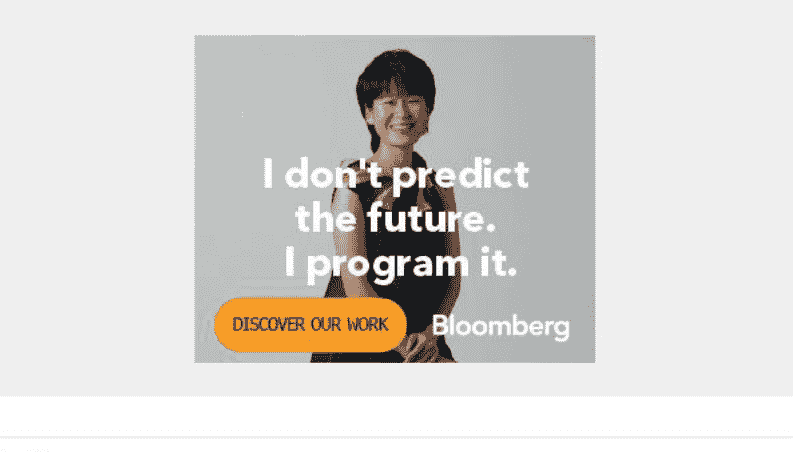 I don't predict
the future.
I program it.
DISCOVER OUR WORK
Bloomberg